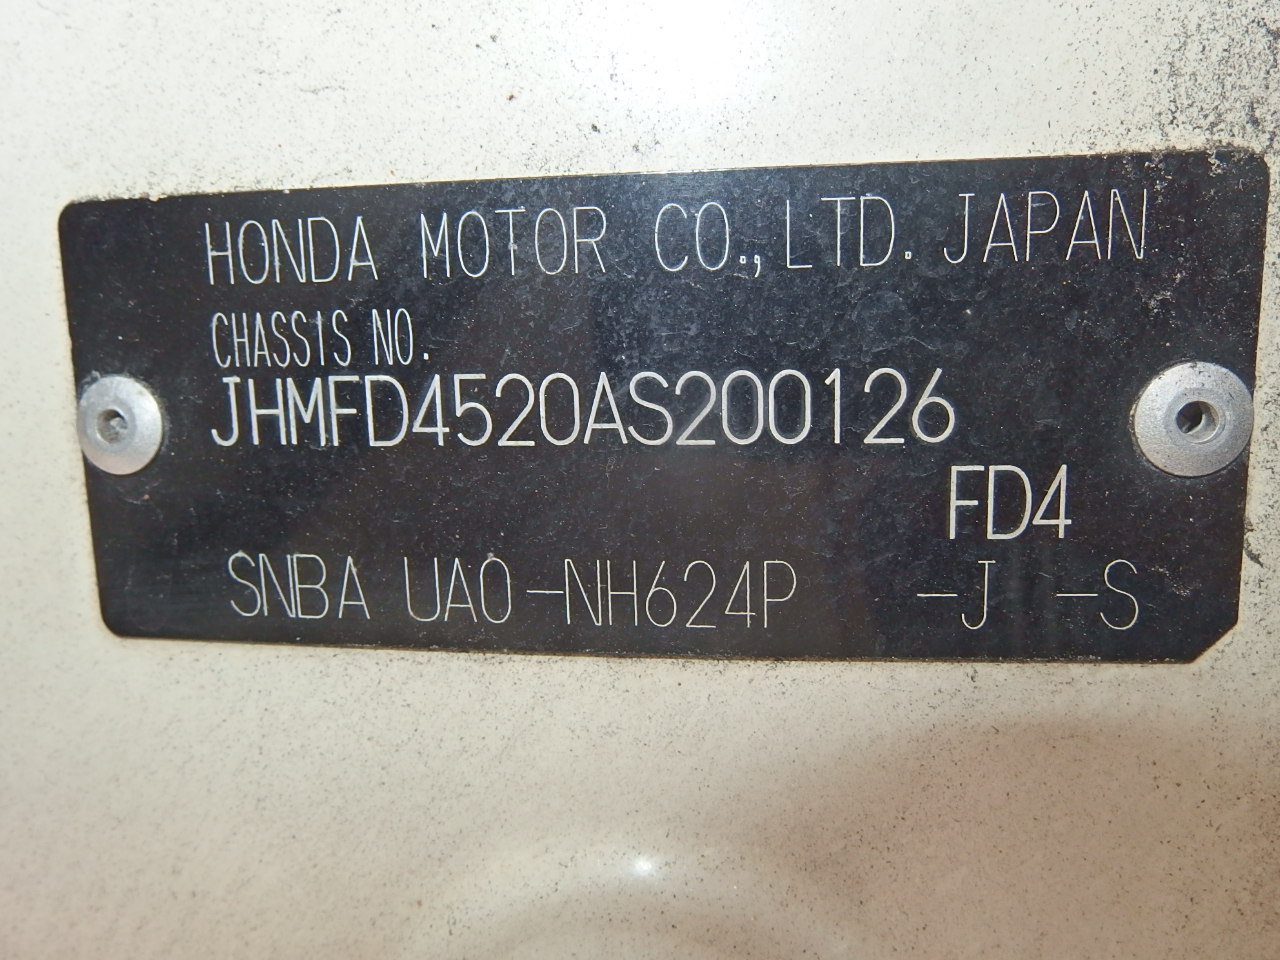 HONDA MOTOR CO., LTD. JAPAN
CHASSIS NO.
JHMFD4520AS200126
FD4
SNBA UA0-NH624P -J -S